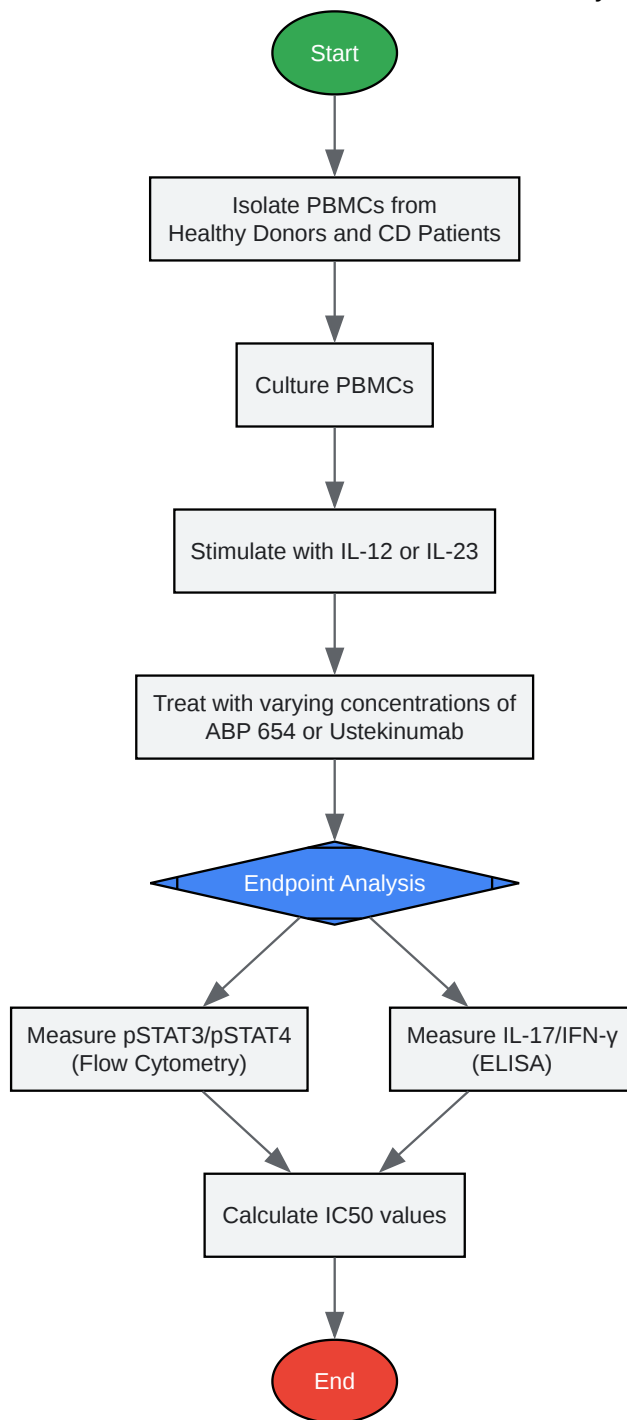 Start
Isolate PBMCs from
Healthy Donors and CD Patients
Culture PBMCs
Stimulate with IL-12 or IL-23
Treat with varying concentrations of
ABP 654 or Ustekinumab
Endpoint Analysis
Measure pSTAT3/pSTAT4
(Flow Cytometry)
Measure IL-17/IFN-γ
(ELISA)
Calculate IC50 values
End